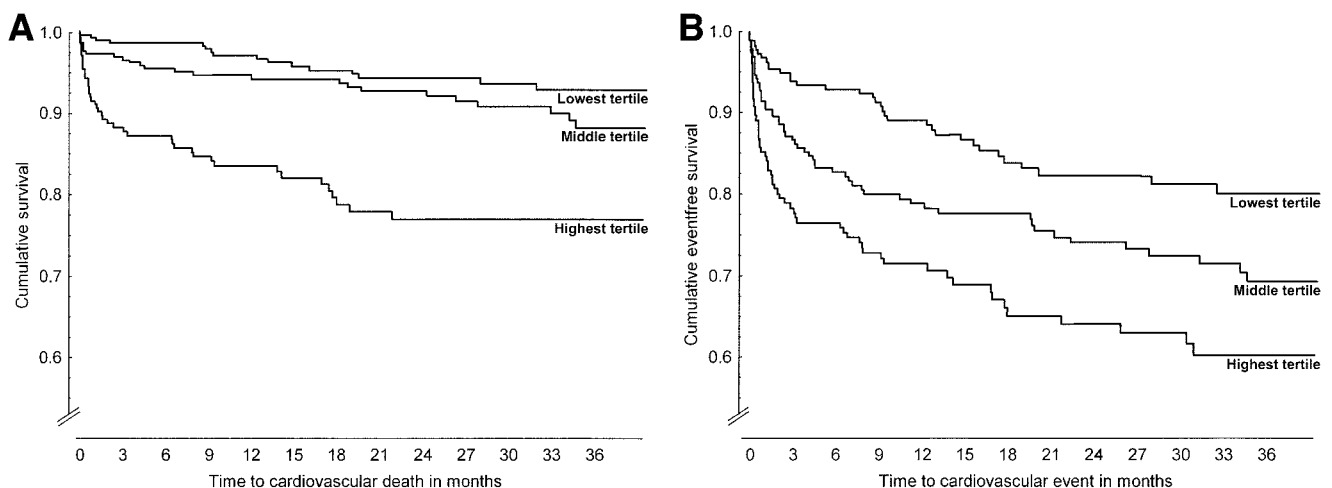 A
Cumulative survival
1.0
0.9
0.8
0.7
0.6
Lowest tertile
Middle tertile
Highest tertile
0 3 6 9 12 15 18 21 24 27 30 33 36
Time to cardiovascular death in months
B
Cumulative eventfree survival
1.0
0.9
0.8
0.7
0.6
Lowest tertile
Middle tertile
Highest tertile
0 3 6 9 12 15 18 21 24 27 30 33 36
Time to cardiovascular event in months